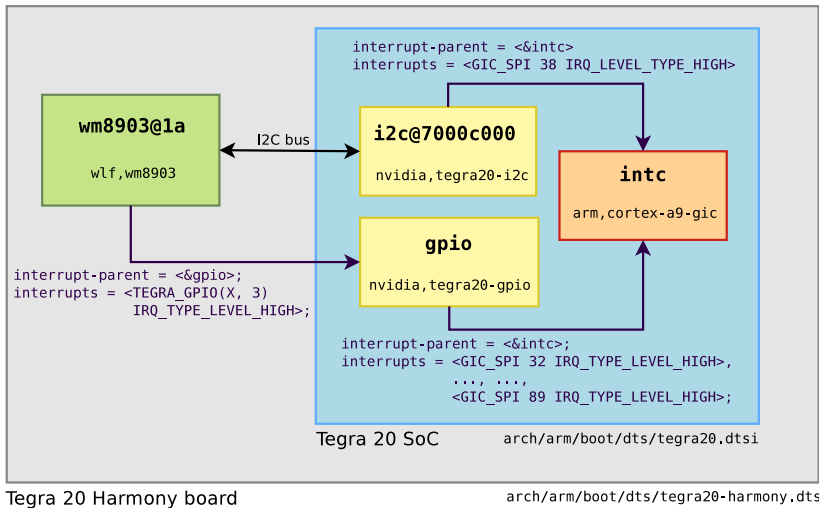 interrupt-parent = <&intc>
interrupts = <GIC_SPI 38 IRQ_LEVEL_TYPE_HIGH>
wm8903@1a
wlf,wm8903
I2C bus
i2c@7000c000
nvidia,tegra20-i2c
intc
arm,cortex-a9-gic
gpio
nvidia,tegra20-gpio
interrupt-parent = <&gpio>;
interrupts = <TEGRA_GPIO(X, 3)
IRQ_TYPE_LEVEL_HIGH>;
interrupt-parent = <&intc>;
interrupts = <GIC_SPI 32 IRQ_TYPE_LEVEL_HIGH>,
..., ...,
<GIC_SPI 89 IRQ_TYPE_LEVEL_HIGH>;
Tegra 20 SoC
arch/arm/boot/dts/tegra20.dtsi
Tegra 20 Harmony board
arch/arm/boot/dts/tegra20-harmony.dts